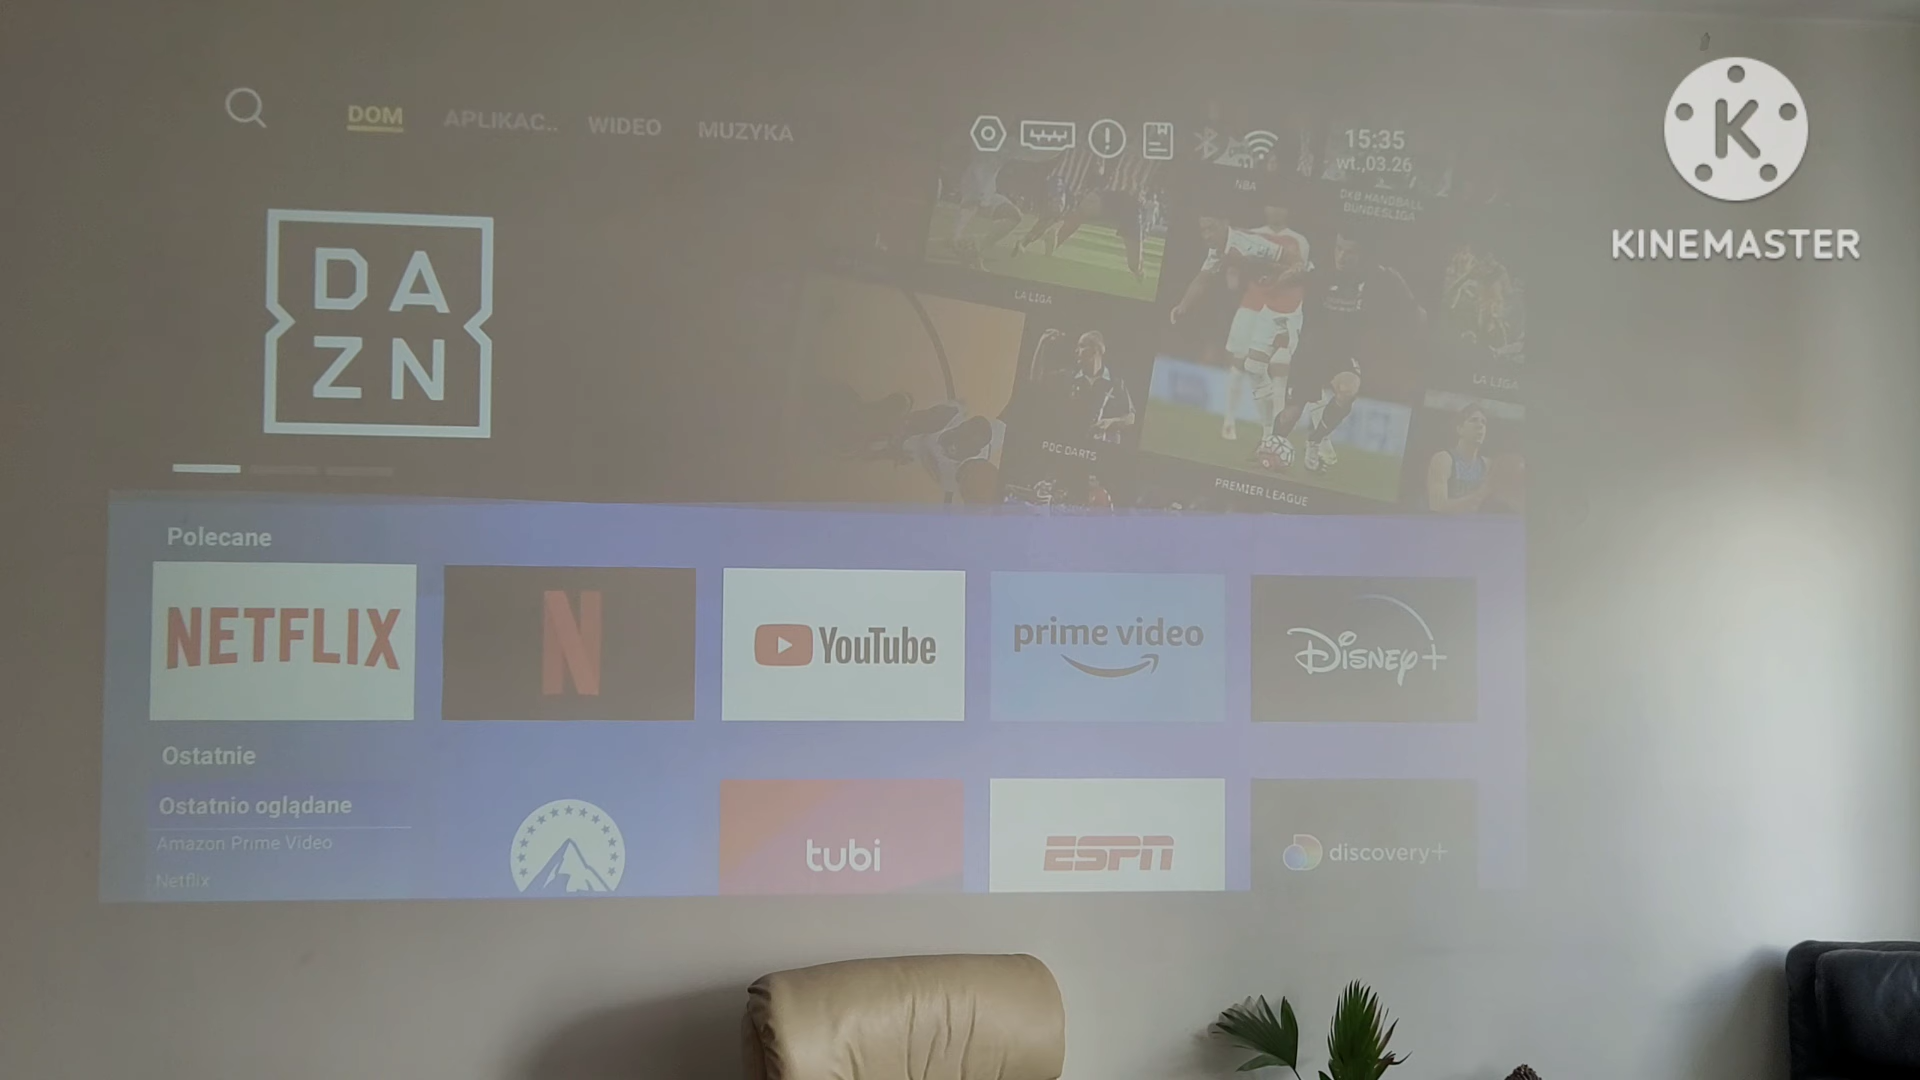 DOM APLIKAC.. WIDEO MUZYKA
15:35
wt.,03.26
K
KINEMASTER
NBA
DKB HANDBALL
BUNDESLIGA
DA
ZN
LA LIGA
LA LIGA
PDC DARTS
PREMIER LEAGUE
Polecane
NETFLIX
N
YouTube
prime video
Disney+
Ostatnie
Ostatnio oglądane
Amazon Prime Video
Netflix
tubi
ESPN
discovery+